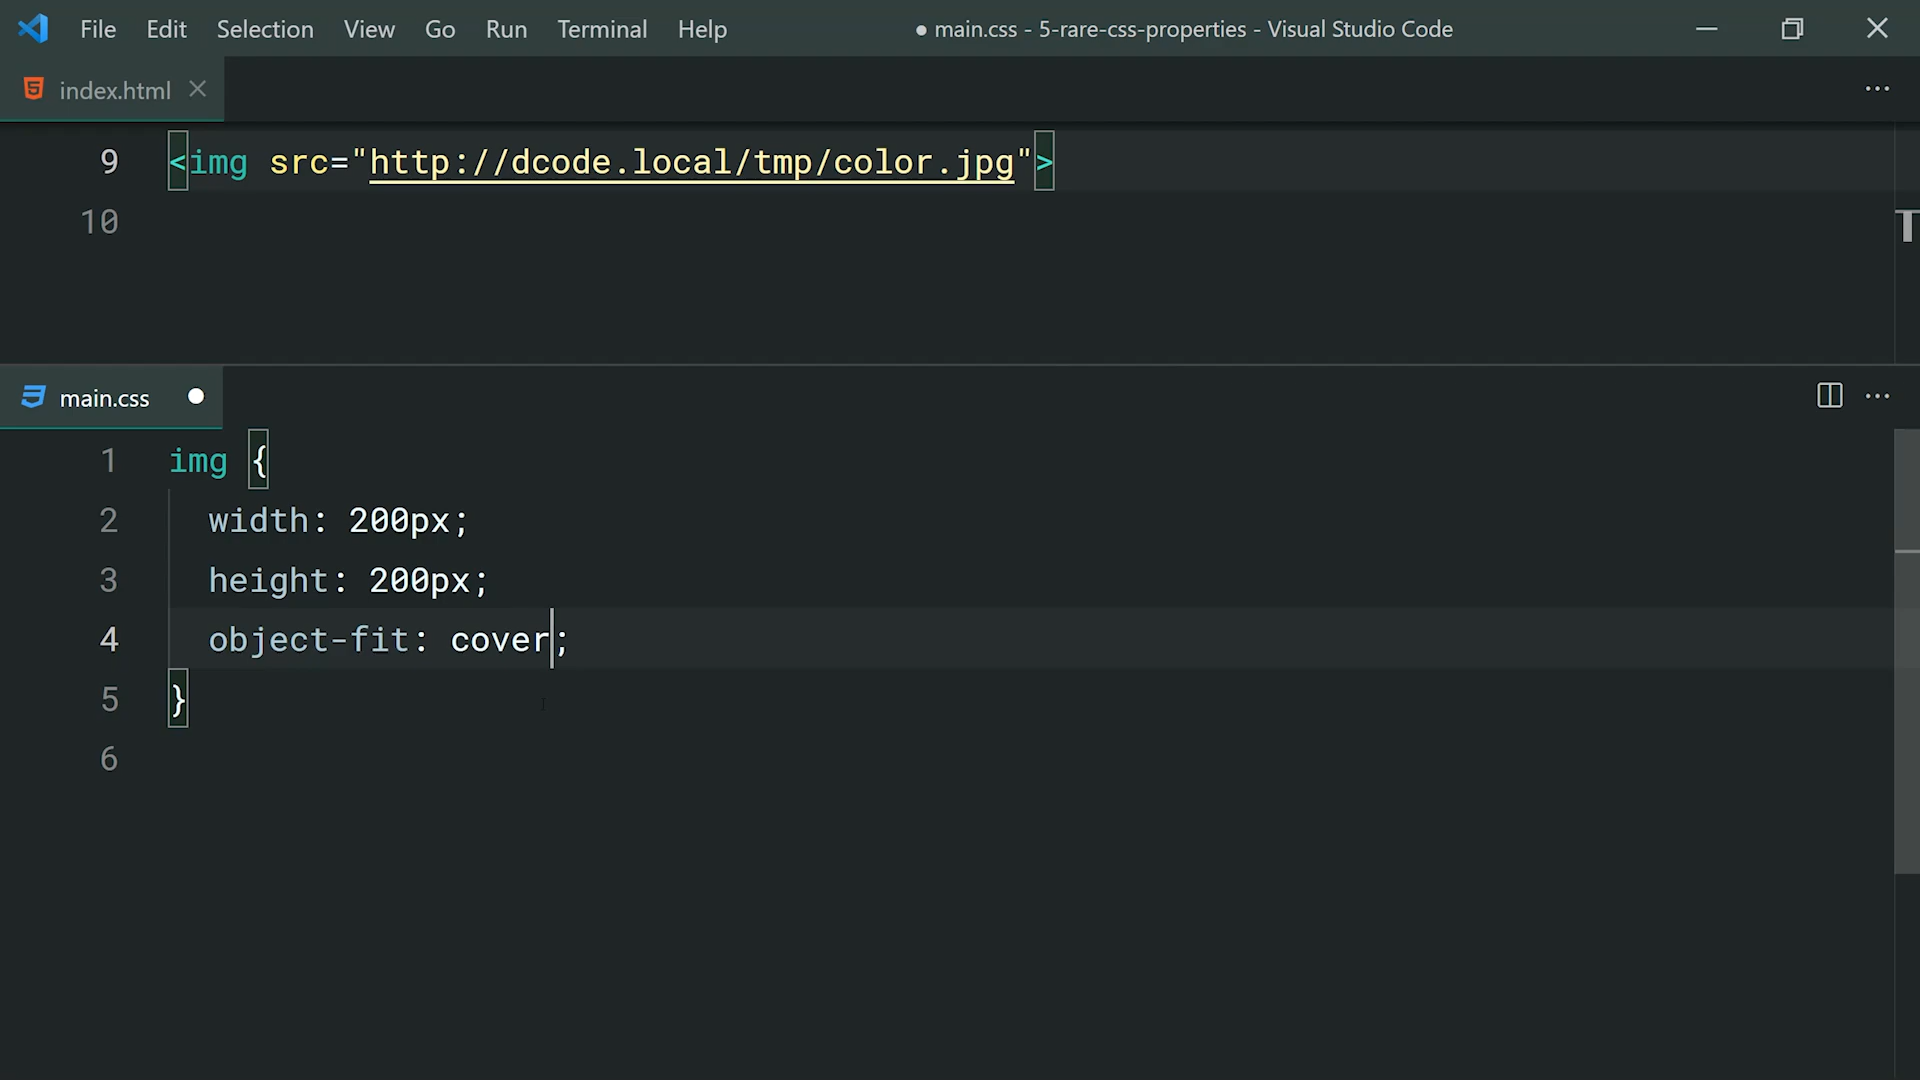 File Edit Selection View Go Run Terminal Help ● main.css - 5-rare-css-properties - Visual Studio Code
index.html
9 <img src="http://dcode.local/tmp/color.jpg">
10
main.css
1 img {
2 width: 200px;
3 height: 200px;
4 object-fit: cover;
5 }
6